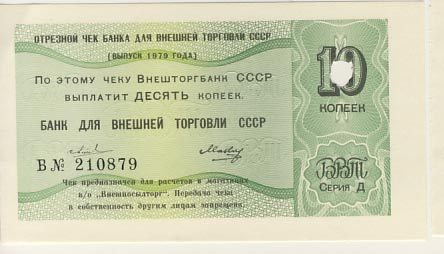 ОТРЕЗНОЙ ЧЕК БАНКА ДЛЯ ВНЕШНЕЙ ТОРГОВЛИ СССР
(ВЫПУСК 1979 ГОДА)
ПО ЭТОМУ ЧЕКУ ВНЕШТОРГБАНК СССР
ВЫПЛАТИТ ДЕСЯТЬ КОПЕЕК.
БАНК ДЛЯ ВНЕШНЕЙ ТОРГОВЛИ СССР
Б № 210879
Чек предназначен для расчетов в магазинах
в/о „Внешпосылторг". Передача чека
в собственность другим лицам запрещена.
10
КОПЕЕК
ВВТ
СЕРИЯ Д